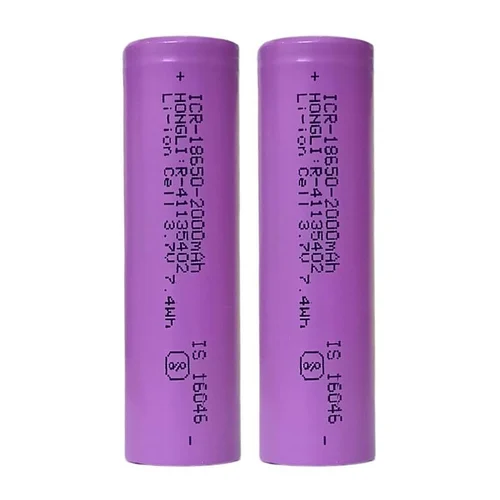 +
ICR-18650-2000mAh
HONGLI:R-41135402
Li-ion Cell 3.7V 7.4Wh
IS 16046
-
+
ICR-18650-2000mAh
HONGLI:R-41135402
Li-ion Cell 3.7V 7.4Wh
IS 16046
-